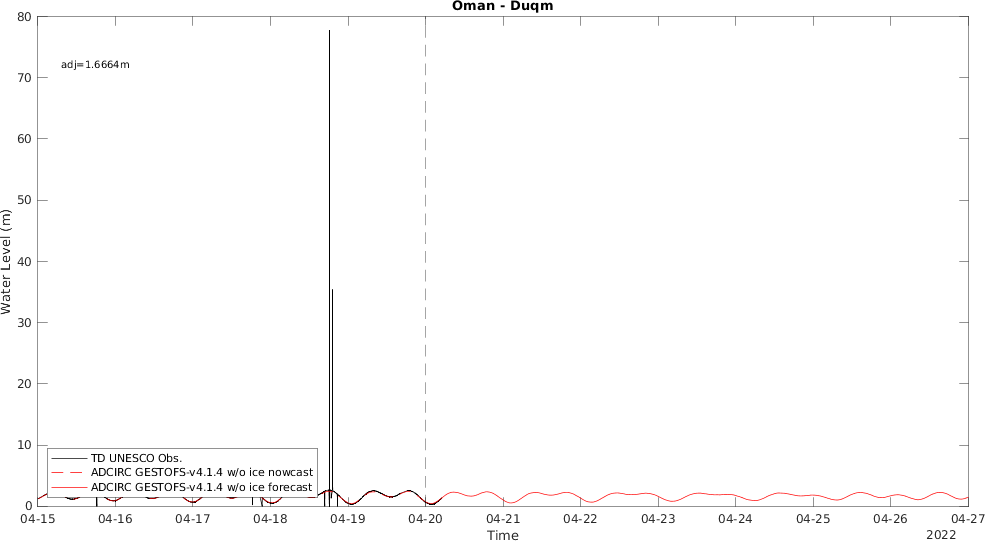 Oman - Duqm
80
adj=1.6664m
70
60
50
40
30
20
10
0
Water Level (m)
TD UNESCO Obs.
ADCIRC GESTOFS-v4.1.4 w/o ice nowcast
ADCIRC GESTOFS-v4.1.4 w/o ice forecast
04-15 04-16 04-17 04-18 04-19 04-20 04-21 04-22 04-23 04-24 04-25 04-26 04-27
Time
2022